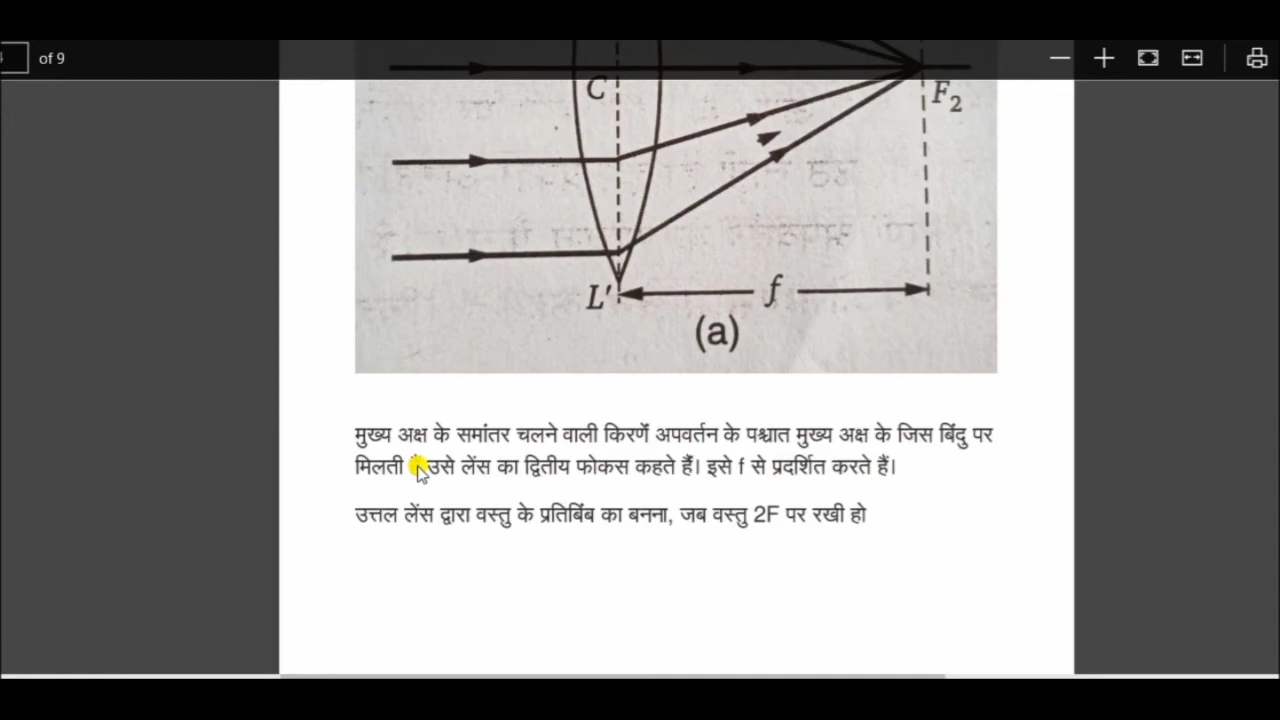 of 9
C
F2
L'
f
(a)
मुख्य अक्ष के समांतर चलने वाली किरणें अपवर्तन के पश्चात मुख्य अक्ष के जिस बिंदु पर
मिलती उसे लेंस का द्वितीय फोकस कहते हैं। इसे f से प्रदर्शित करते हैं।
उत्तल लेंस द्वारा वस्तु के प्रतिबिंब का बनना, जब वस्तु 2F पर रखी हो